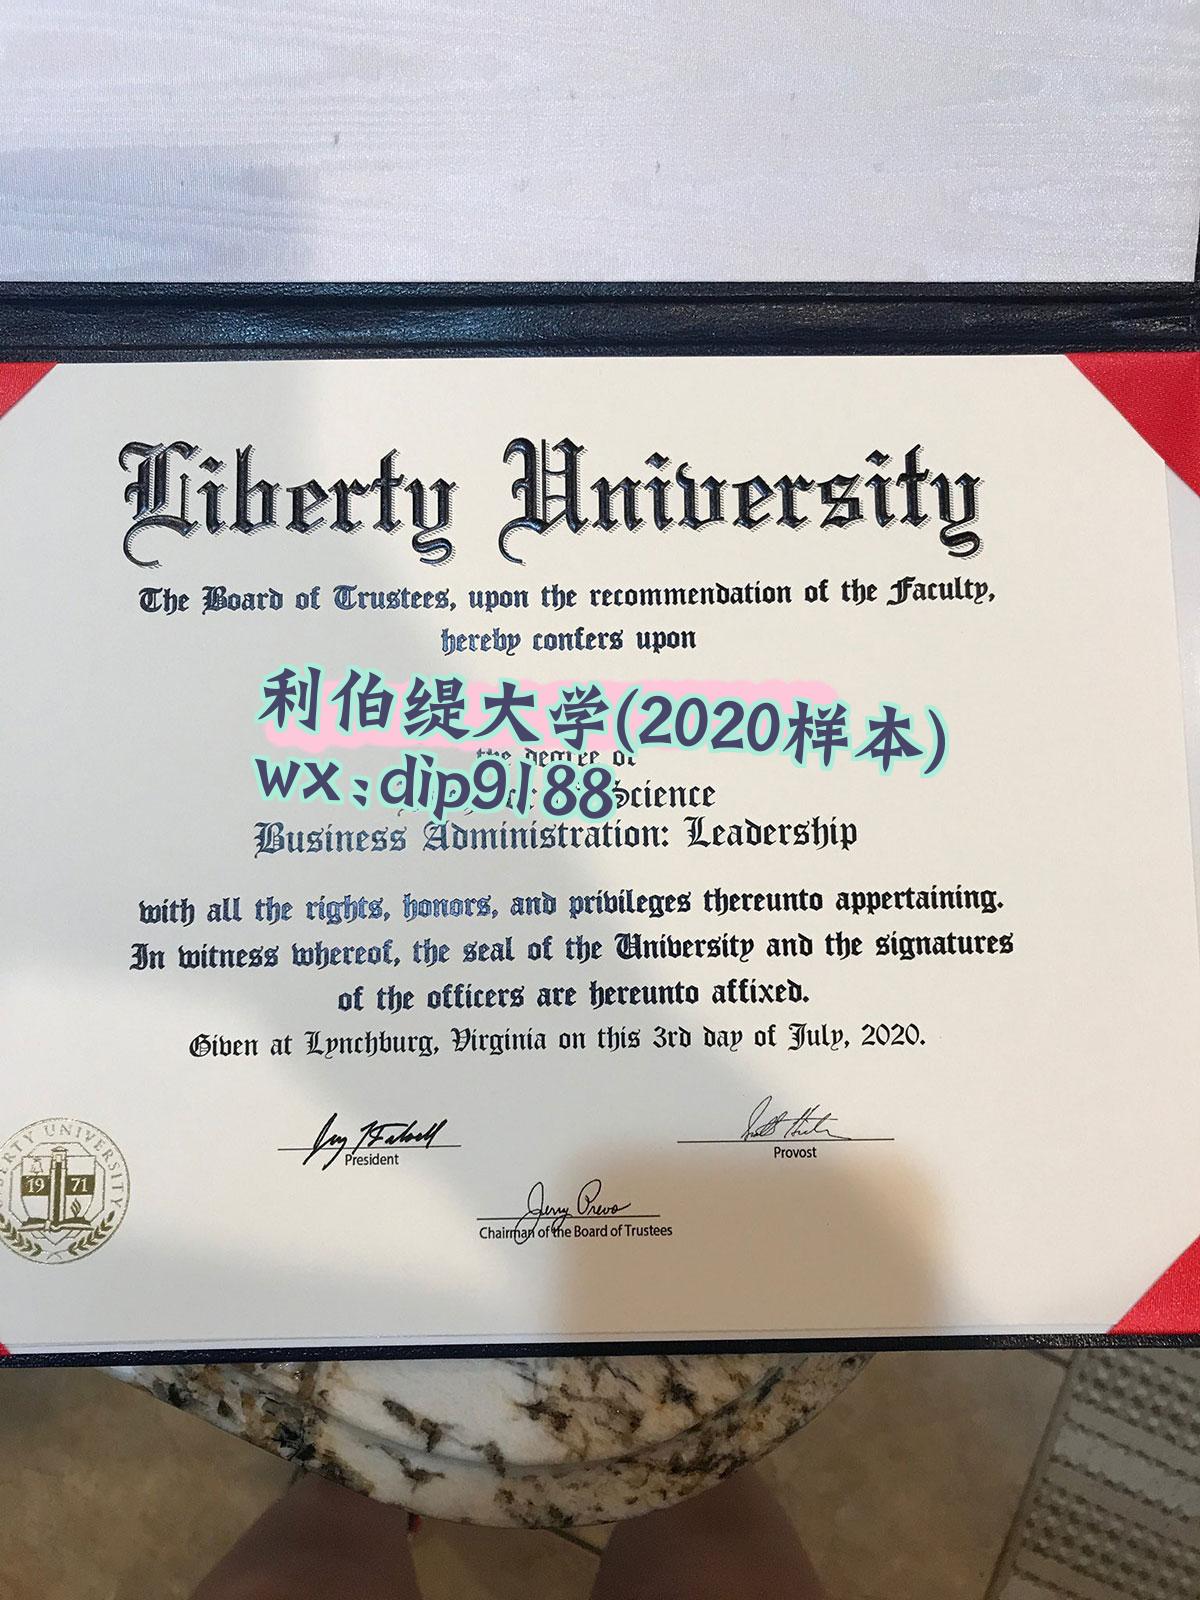 Liberty University
The Board of Trustees, upon the recommendation of the Faculty,
hereby confers upon
利伯缇大学(2020样本)
the degree of
wx:dip9188
Science
Business Administration: Leadership
with all the rights, honors, and privileges thereunto appertaining.
In witness whereof, the seal of the University and the signatures
of the officers are hereunto affixed.
Given at Lynchburg, Virginia on this 3rd day of July, 2020.
President
Provost
Chairman of the Board of Trustees
UNIVERSITY
19 71